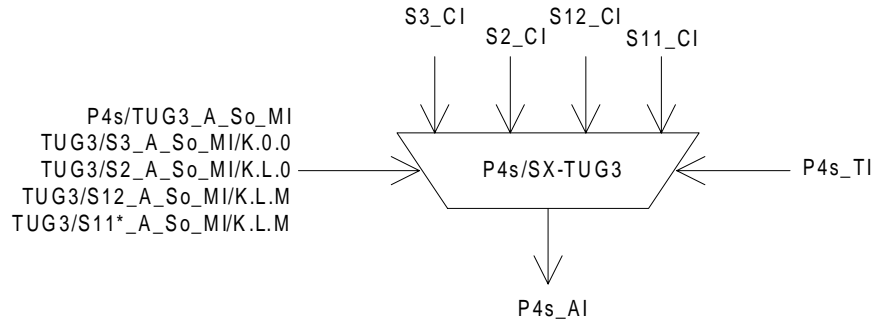 S3_CI
S12_CI
S2_CI
S11_CI
P4s/TUG3_A_So_MI
TUG3/S3_A_So_MI/K.0.0
TUG3/S2_A_So_MI/K.L.0
TUG3/S12_A_So_MI/K.L.M
TUG3/S11*_A_So_MI/K.L.M
P4s/SX-TUG3
P4s_TI
P4s_AI